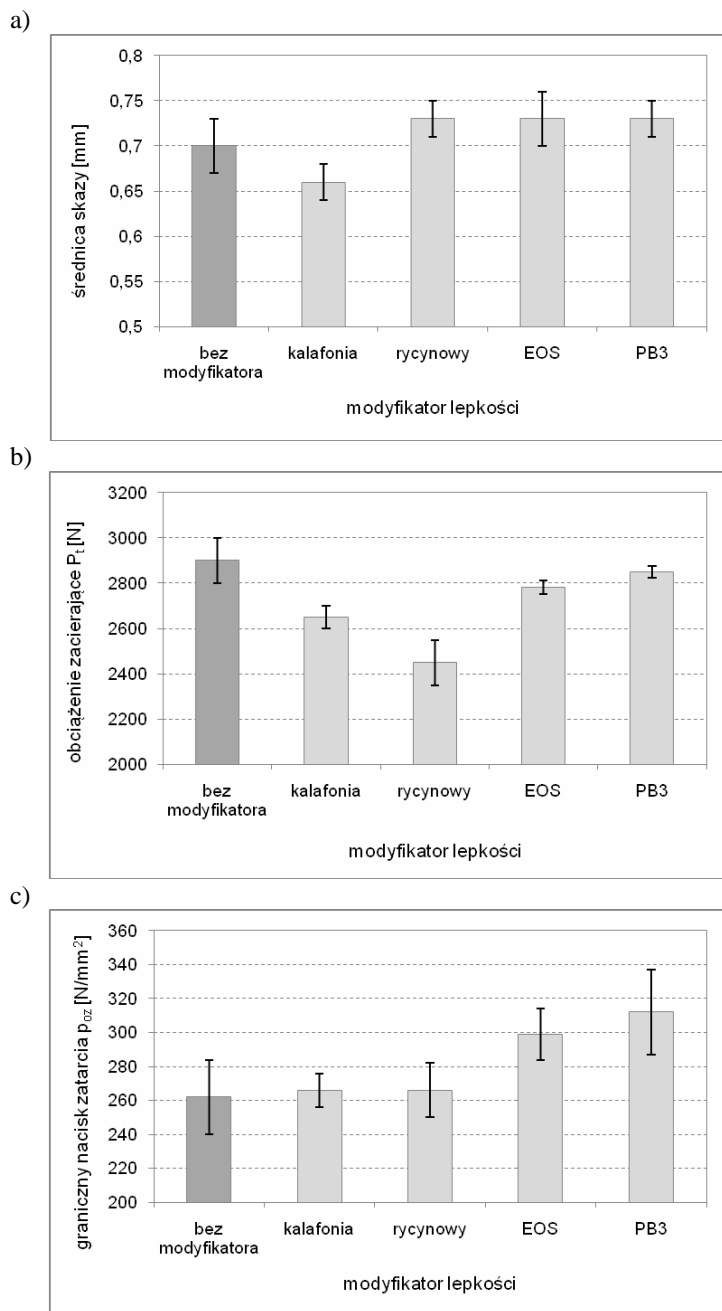 a)
0,8
0,75
0,7
0,65
0,6
0,55
0,5
średnica skazy [mm]
bez modyfikatora
kalafonia
rycynowy
EOS
PB3
modyfikator lepkości
b)
3200
3000
2800
2600
2400
2200
2000
obciążenie zacierające Pt [N]
bez modyfikatora
kalafonia
rycynowy
EOS
PB3
modyfikator lepkości
c)
360
340
320
300
280
260
240
220
200
graniczny nacisk zatarcia poz [N/mm²]
bez modyfikatora
kalafonia
rycynowy
EOS
PB3
modyfikator lepkości